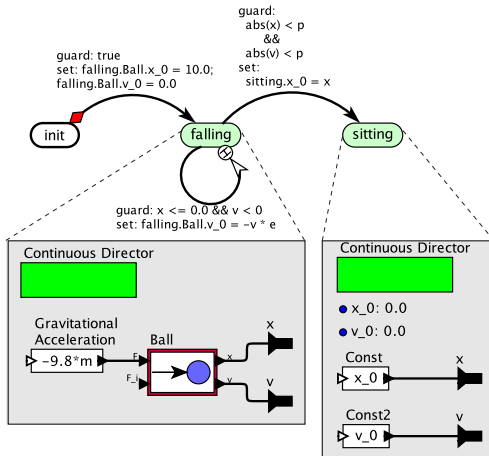 guard:
abs(x) < p
&&
abs(v) < p
set:
sitting.x_0 = x
guard: true
set: falling.Ball.x_0 = 10.0;
falling.Ball.v_0 = 0.0
init
falling
sitting
H
guard: x <= 0.0 && v < 0
set: falling.Ball.v_0 = -v * e
Continuous Director
Gravitational
Acceleration
-9.8*m
Ball
F
F_i
x
v
x
v
Continuous Director
x_0: 0.0
v_0: 0.0
Const
x_0
x
Const2
v_0
v